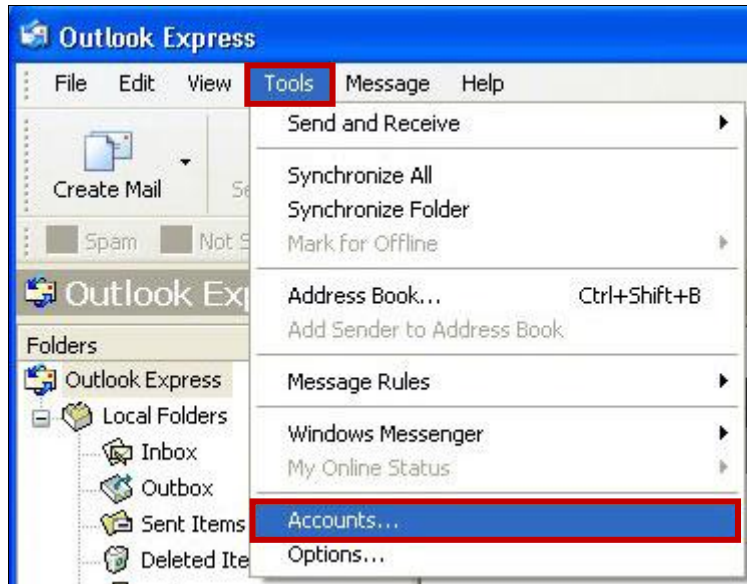 Outlook Express
File Edit View Tools Message Help
Create Mail
Spam Not
Outlook
Folders
Outlook Express
Local Folders
Inbox
Outbox
Sent Items
Deleted
Send and Receive
Synchronize All
Synchronize Folder
Mark for Offline
Address Book... Ctrl+Shift+B
Add Sender to Address Book
Message Rules
Windows Messenger
My Online Status
Accounts...
Options...